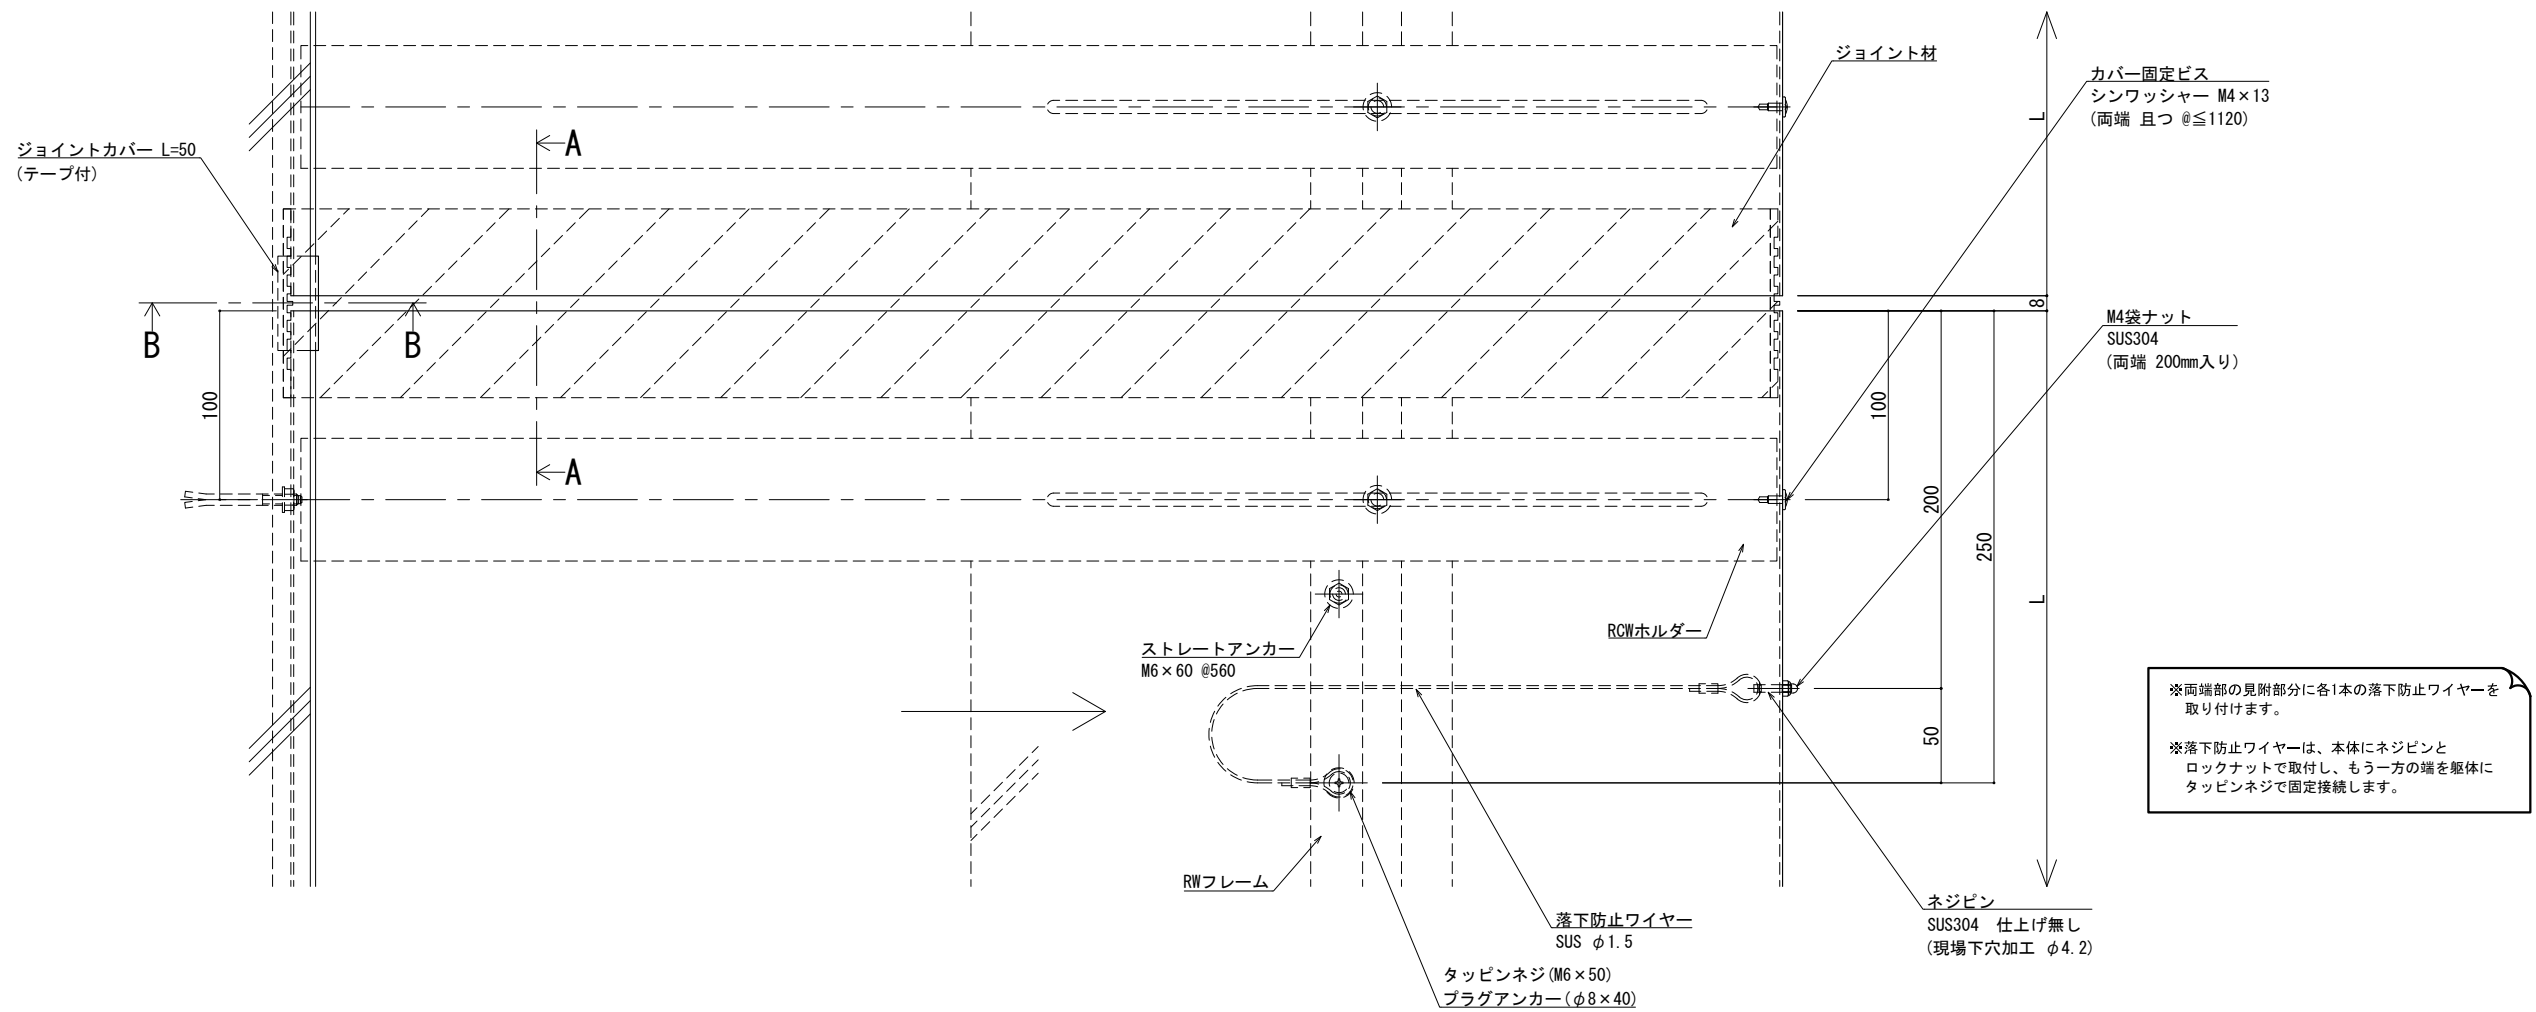 ジョイント材
カバー固定ビス
シンワッシャー M4×13
(両端 且つ @≦1120)
L
ジョイントカバー L=50
(テープ付)
A
B
B
8
M4袋ナット
SUS304
(両端 200mm入り)
100
100
A
200
250
L
ストレートアンカー
M6×60 @560
RCWホルダー
50
※両端部の見附部分に各1本の落下防止ワイヤーを
取り付けます。
※落下防止ワイヤーは、本体にネジピンと
ロックナットで取付し、もう一方の端を躯体に
タッピンネジで固定接続します。
RWフレーム
落下防止ワイヤー
SUS φ1.5
ネジピン
SUS304 仕上げ無し
(現場下穴加工 φ4.2)
タッピンネジ(M6×50)
プラグアンカー(φ8×40)